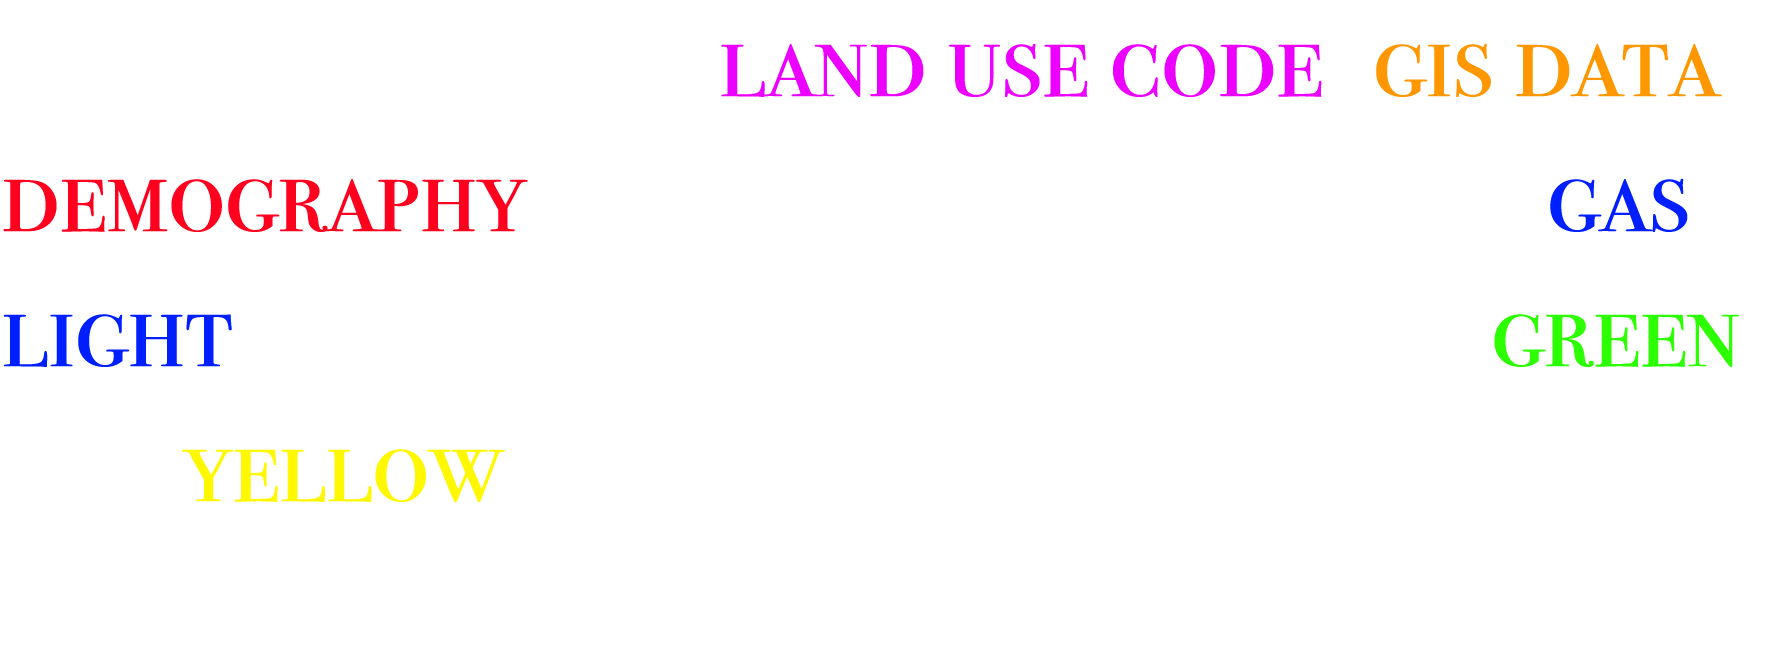 LAND USE CODE GIS DATA
DEMOGRAPHY GAS
LIGHT GREEN
YELLOW